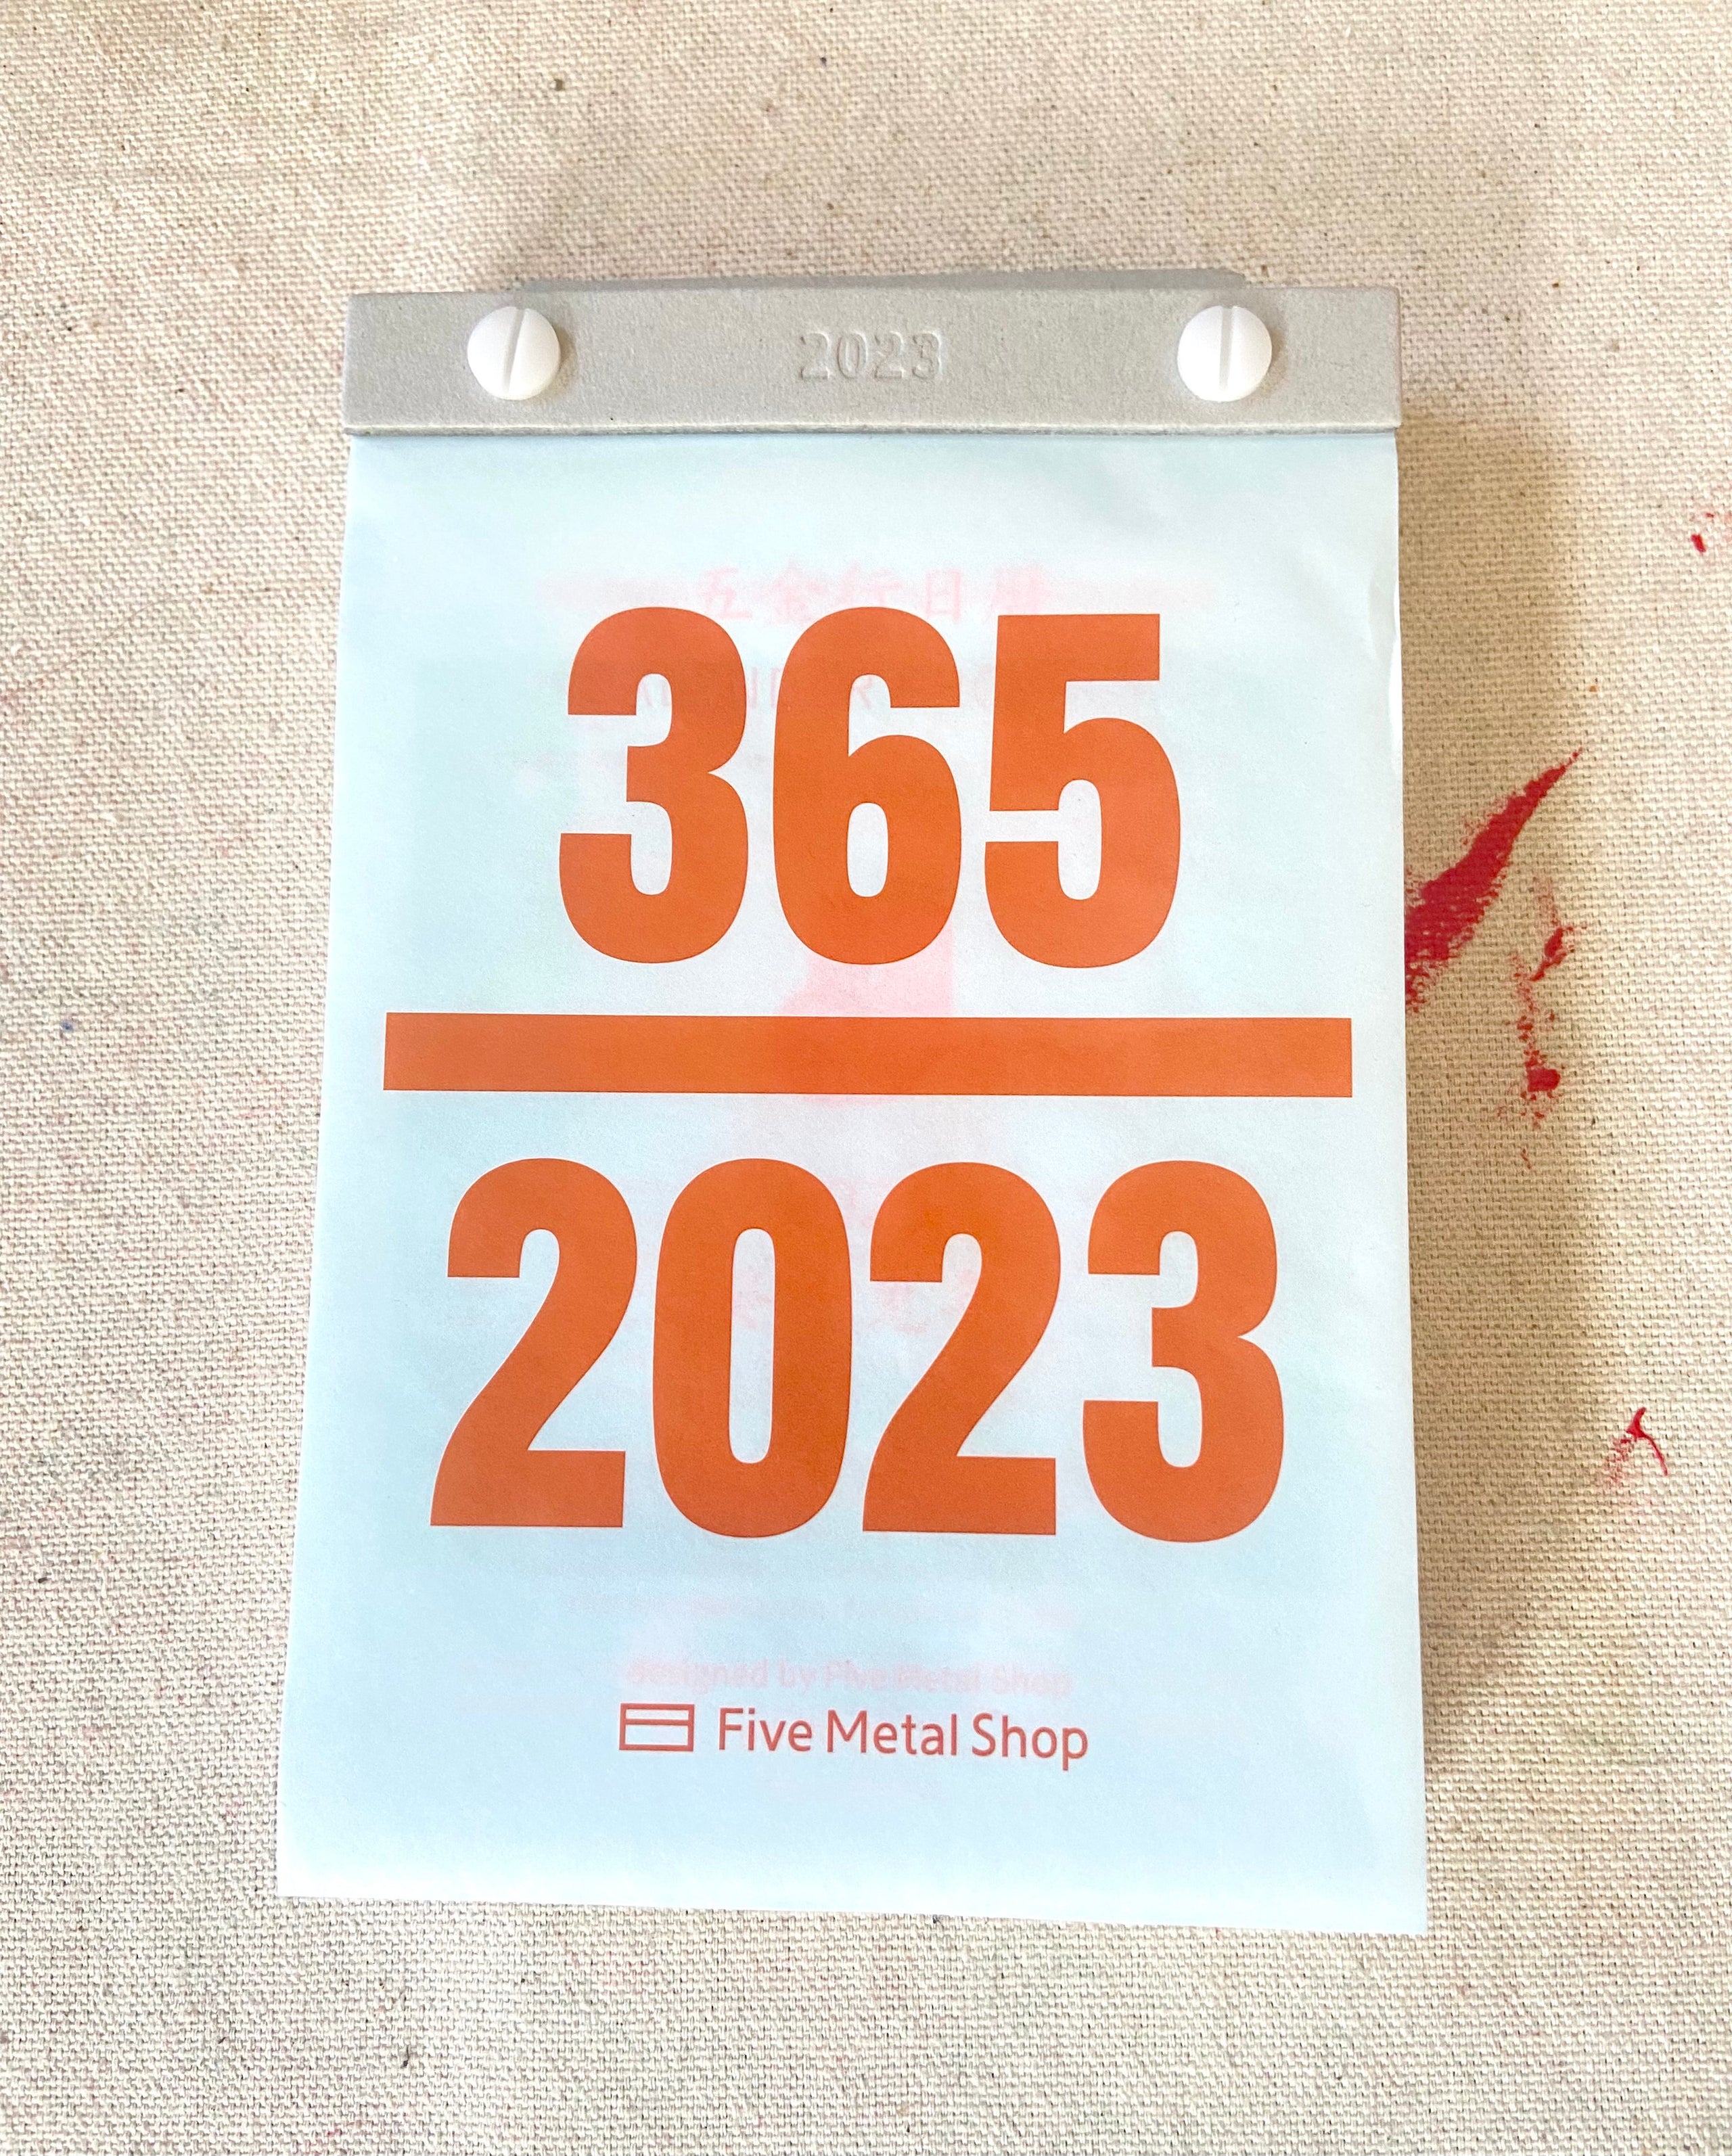 2023
五金行日曆
365
2023
designed by Five Metal Shop
Five Metal Shop